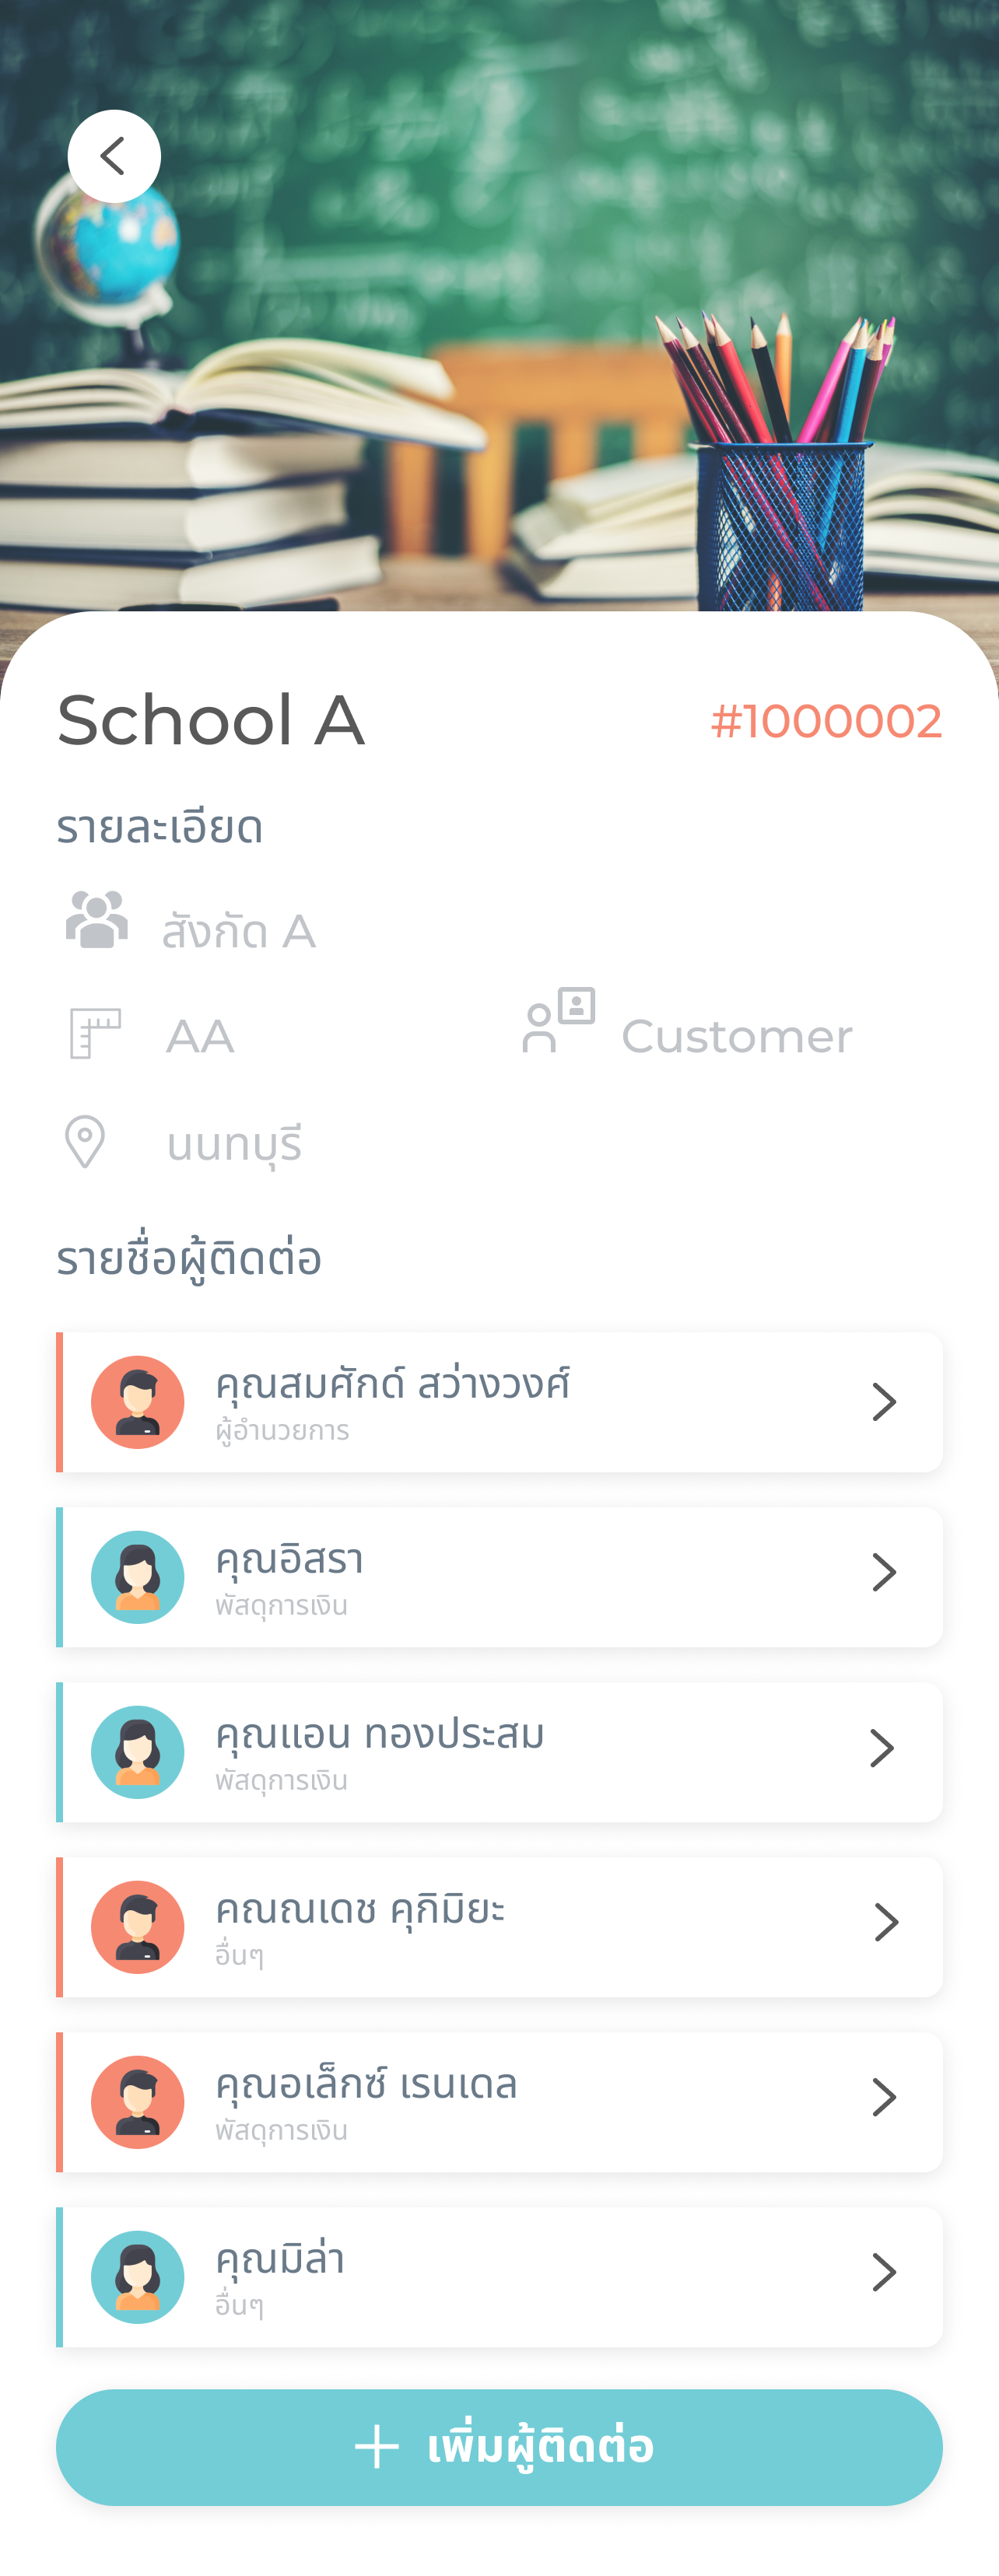 School A
#1000002
รายละเอียด
สังกัด A
AA
Customer
นนทบุรี
รายชื่อผู้ติดต่อ
คุณสมศักด์ สว่างวงศ์
ผู้อำนวยการ
คุณอิสรา
พัสดุการเงิน
คุณแอน ทองประสม
พัสดุการเงิน
คณณเดช คุกิมิยะ
อื่นๆ
คุณอเล็กซ์ เรนเดล
พัสดุการเงิน
คุณมิล่า
อื่นๆ
เพิ่มผู้ติดต่อ